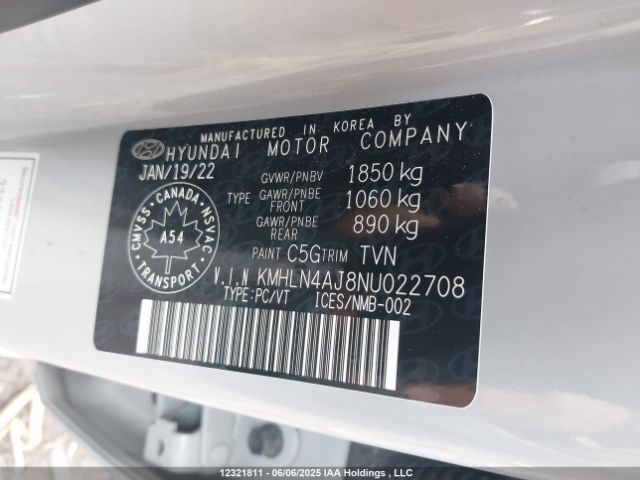 MANUFACTURED IN KOREA BY
HYUNDAI MOTOR COMPANY
JAN/19/22
GVWR/PNBV 1850 kg
TYPE GAWR/PNBE FRONT 1060 kg
GAWR/PNBE REAR 890 kg
CANADA
CMVSS NSVAC
A54
TRANSPORT
PAINT C5G TRIM TVN
V.I.N KMHLN4AJ8NU022708
TYPE:PC/VT ICES/NMB-002
12321811 - 06/06/2025 IAA Holdings , LLC